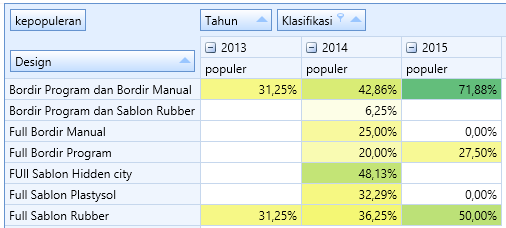 kepopuleran Tahun Klasifikasi
2013 2014 2015
Design populer populer populer
Bordir Program dan Bordir Manual 31,25% 42,86% 71,88%
Bordir Program dan Sablon Rubber 6,25%
Full Bordir Manual 25,00% 0,00%
Full Bordir Program 20,00% 27,50%
FUll Sablon Hidden city 48,13%
Full Sablon Plastysol 32,29% 0,00%
Full Sablon Rubber 31,25% 36,25% 50,00%